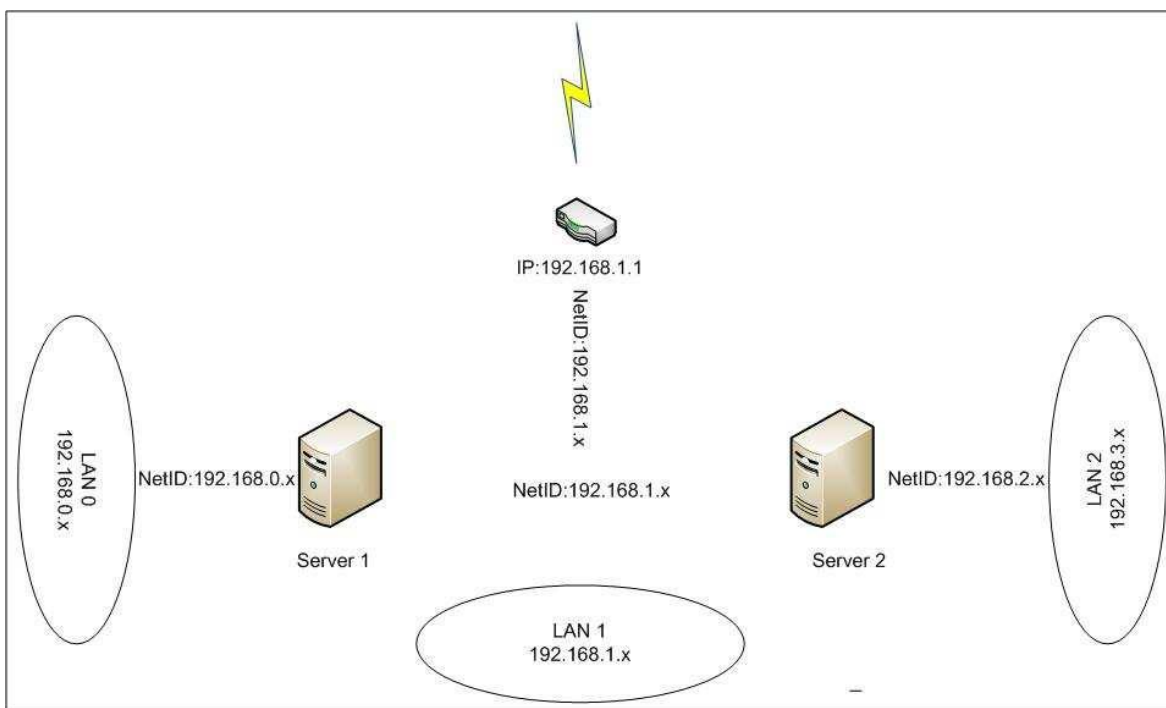 IP:192.168.1.1
NetID:192.168.1.x
LAN 0
192.168.0.x
NetID:192.168.0.x
Server 1
NetID:192.168.1.x
Server 2
NetID:192.168.2.x
LAN 2
192.168.3.x
LAN 1
192.168.1.x